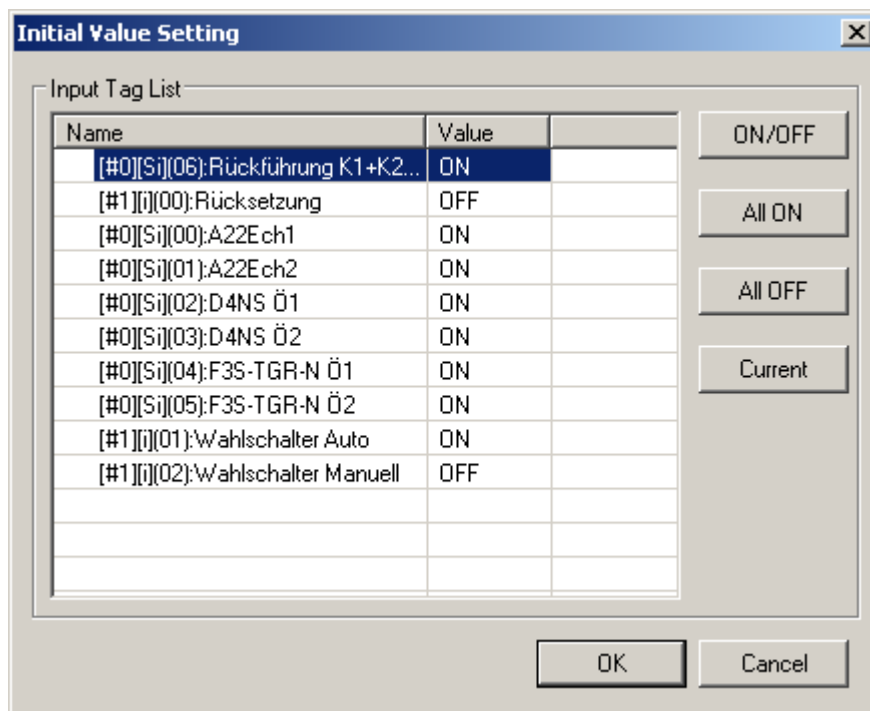 Initial Value Setting
Input Tag List
Name Value
[#0][Si](06):Rückführung K1+K2... ON
[#1][i](00):Rücksetzung OFF
[#0][Si](00):A22Ech1 ON
[#0][Si](01):A22Ech2 ON
[#0][Si](02):D4NS Ö1 ON
[#0][Si](03):D4NS Ö2 ON
[#0][Si](04):F3S-TGR-N Ö1 ON
[#0][Si](05):F3S-TGR-N Ö2 ON
[#1][i](01):Wahlschalter Auto ON
[#1][i](02):Wahlschalter Manuell OFF
ON/OFF
All ON
All OFF
Current
OK Cancel